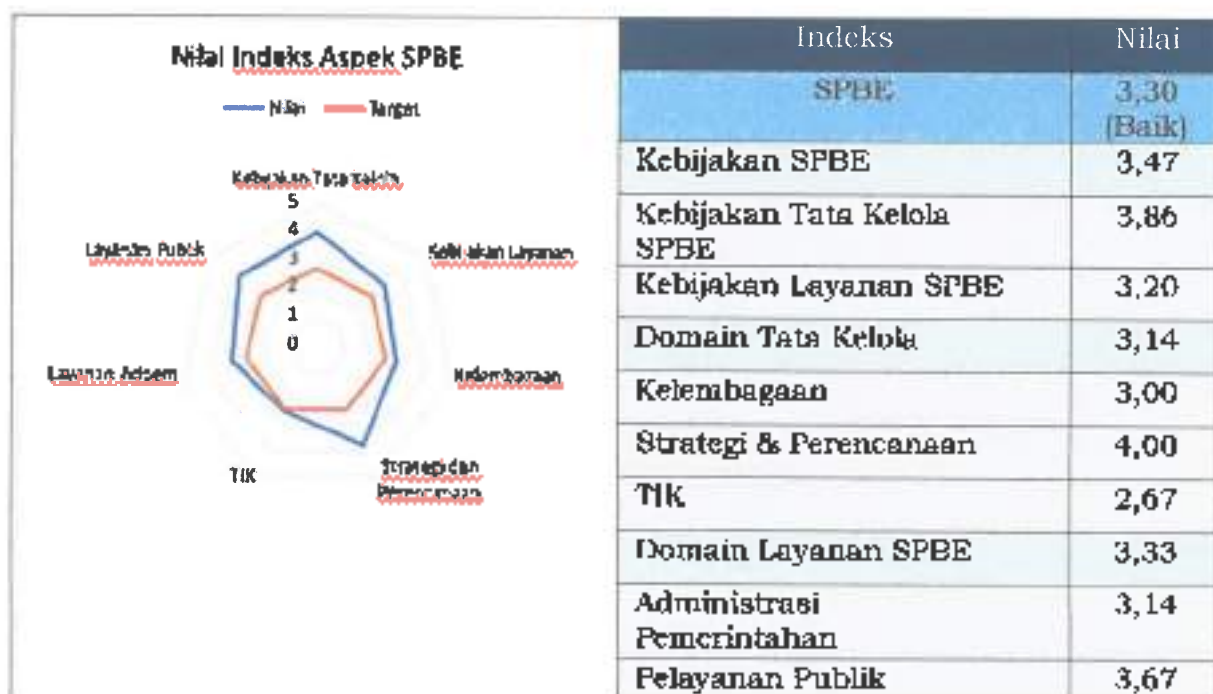 Nilai Indeks Aspek SPBE
Nilai Target
Kebijakan Tata Kelola
5
4
3
2
1
0
Layanan Publik
Kebijakan Layanan
Layanan Adpem
Kelembagaan
TIK
Strategi dan
Perencanaan
Indeks Nilai
SPBE 3,30
(Baik)
Kebijakan SPBE 3,47
Kebijakan Tata Kelola 3,86
SPBE
Kebijakan Layanan SPBE 3,20
Domain Tata Kelola 3,14
Kelembagaan 3,00
Strategi & Perencanaan 4,00
TIK 2,67
Domain Layanan SPBE 3,33
Administrasi 3,14
Pemerintahan
Pelayanan Publik 3,67